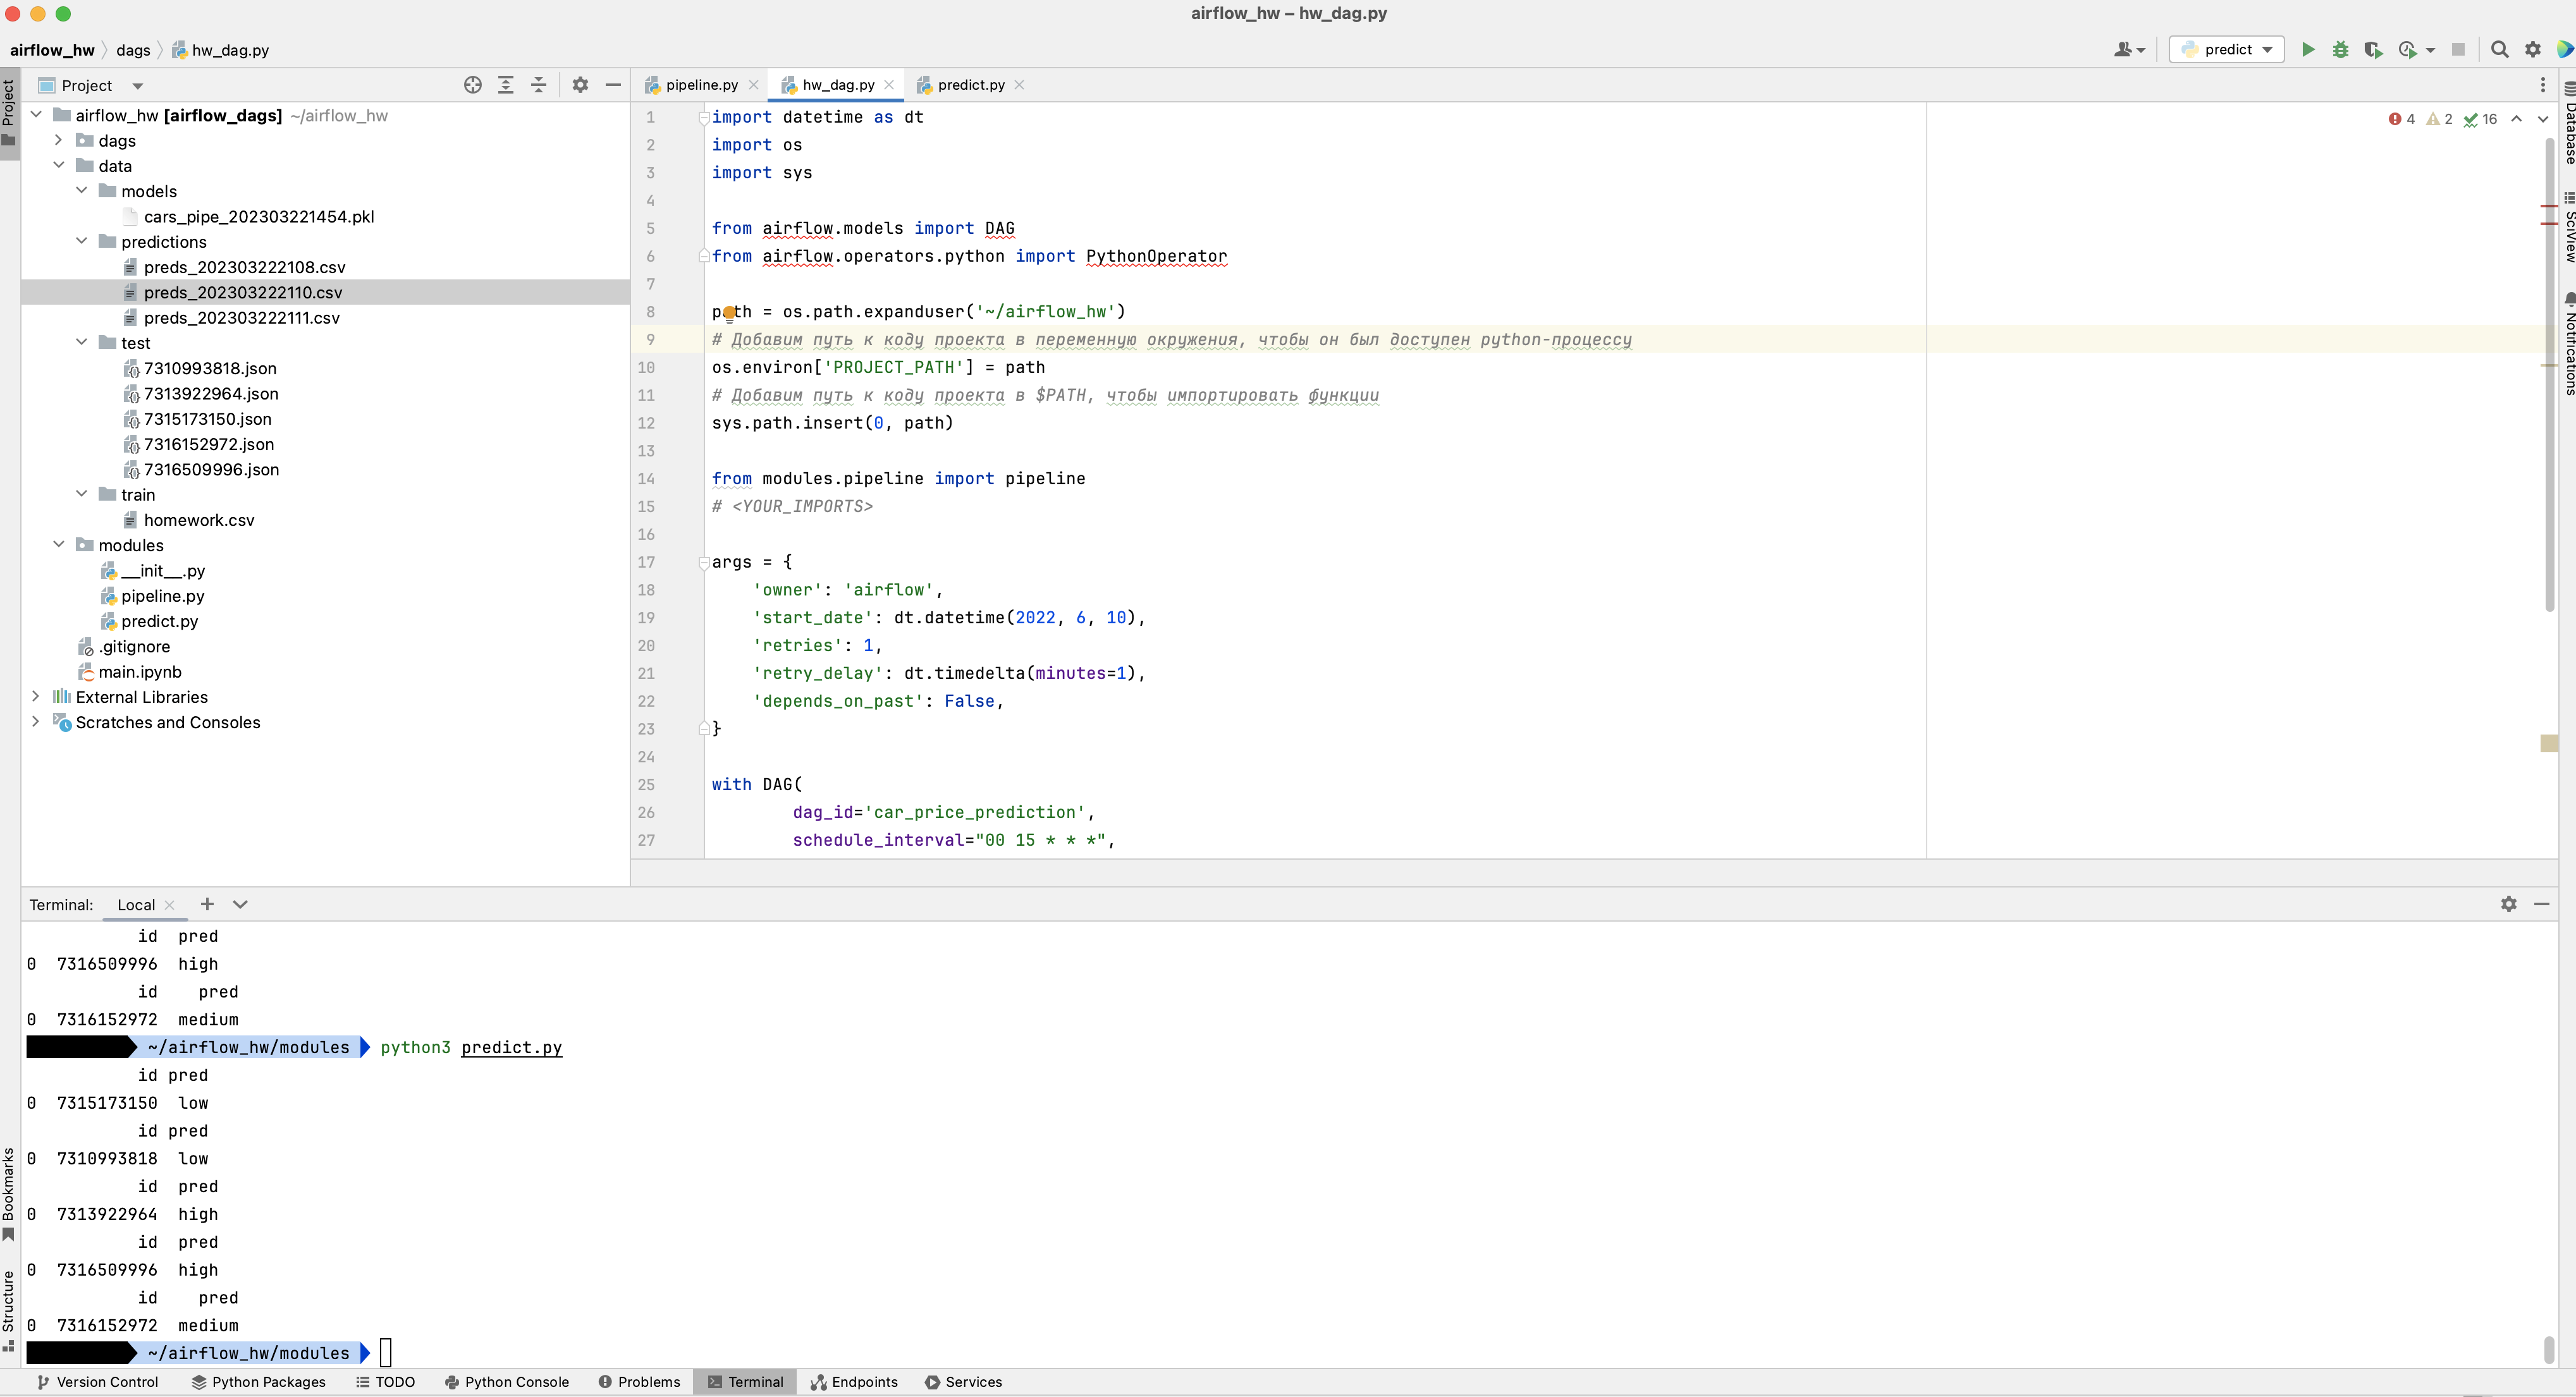 airflow_hw – hw_dag.py
airflow_hw dags hw_dag.py
predict
Project
Project
airflow_hw [airflow_dags] ~/airflow_hw
dags
data
models
cars_pipe_202303221454.pkl
predictions
preds_202303222108.csv
preds_202303222110.csv
preds_202303222111.csv
test
7310993818.json
7313922964.json
7315173150.json
7316152972.json
7316509996.json
train
homework.csv
modules
__init__.py
pipeline.py
predict.py
.gitignore
main.ipynb
External Libraries
Scratches and Consoles
pipeline.py hw_dag.py predict.py
4 2 16
1 import datetime as dt
2 import os
3 import sys
4
5 from airflow.models import DAG
6 from airflow.operators.python import PythonOperator
7
8 path = os.path.expanduser('~/airflow_hw')
9 # Добавим путь к коду проекта в переменную окружения, чтобы он был доступен python-процессу
10 os.environ['PROJECT_PATH'] = path
11 # Добавим путь к коду проекта в $PATH, чтобы импортировать функции
12 sys.path.insert(0, path)
13
14 from modules.pipeline import pipeline
15 # <YOUR_IMPORTS>
16
17 args = {
18 'owner': 'airflow',
19 'start_date': dt.datetime(2022, 6, 10),
20 'retries': 1,
21 'retry_delay': dt.timedelta(minutes=1),
22 'depends_on_past': False,
23 }
24
25 with DAG(
26 dag_id='car_price_prediction',
27 schedule_interval="00 15 * * *",
Database
SciView
Notifications
Terminal: Local
id pred
0 7316509996 high
id pred
0 7316152972 medium
~/airflow_hw/modules python3 predict.py
id pred
0 7315173150 low
id pred
0 7310993818 low
id pred
0 7313922964 high
id pred
0 7316509996 high
id pred
0 7316152972 medium
~/airflow_hw/modules
Bookmarks
Structure
Version Control Python Packages TODO Python Console Problems Terminal Endpoints Services